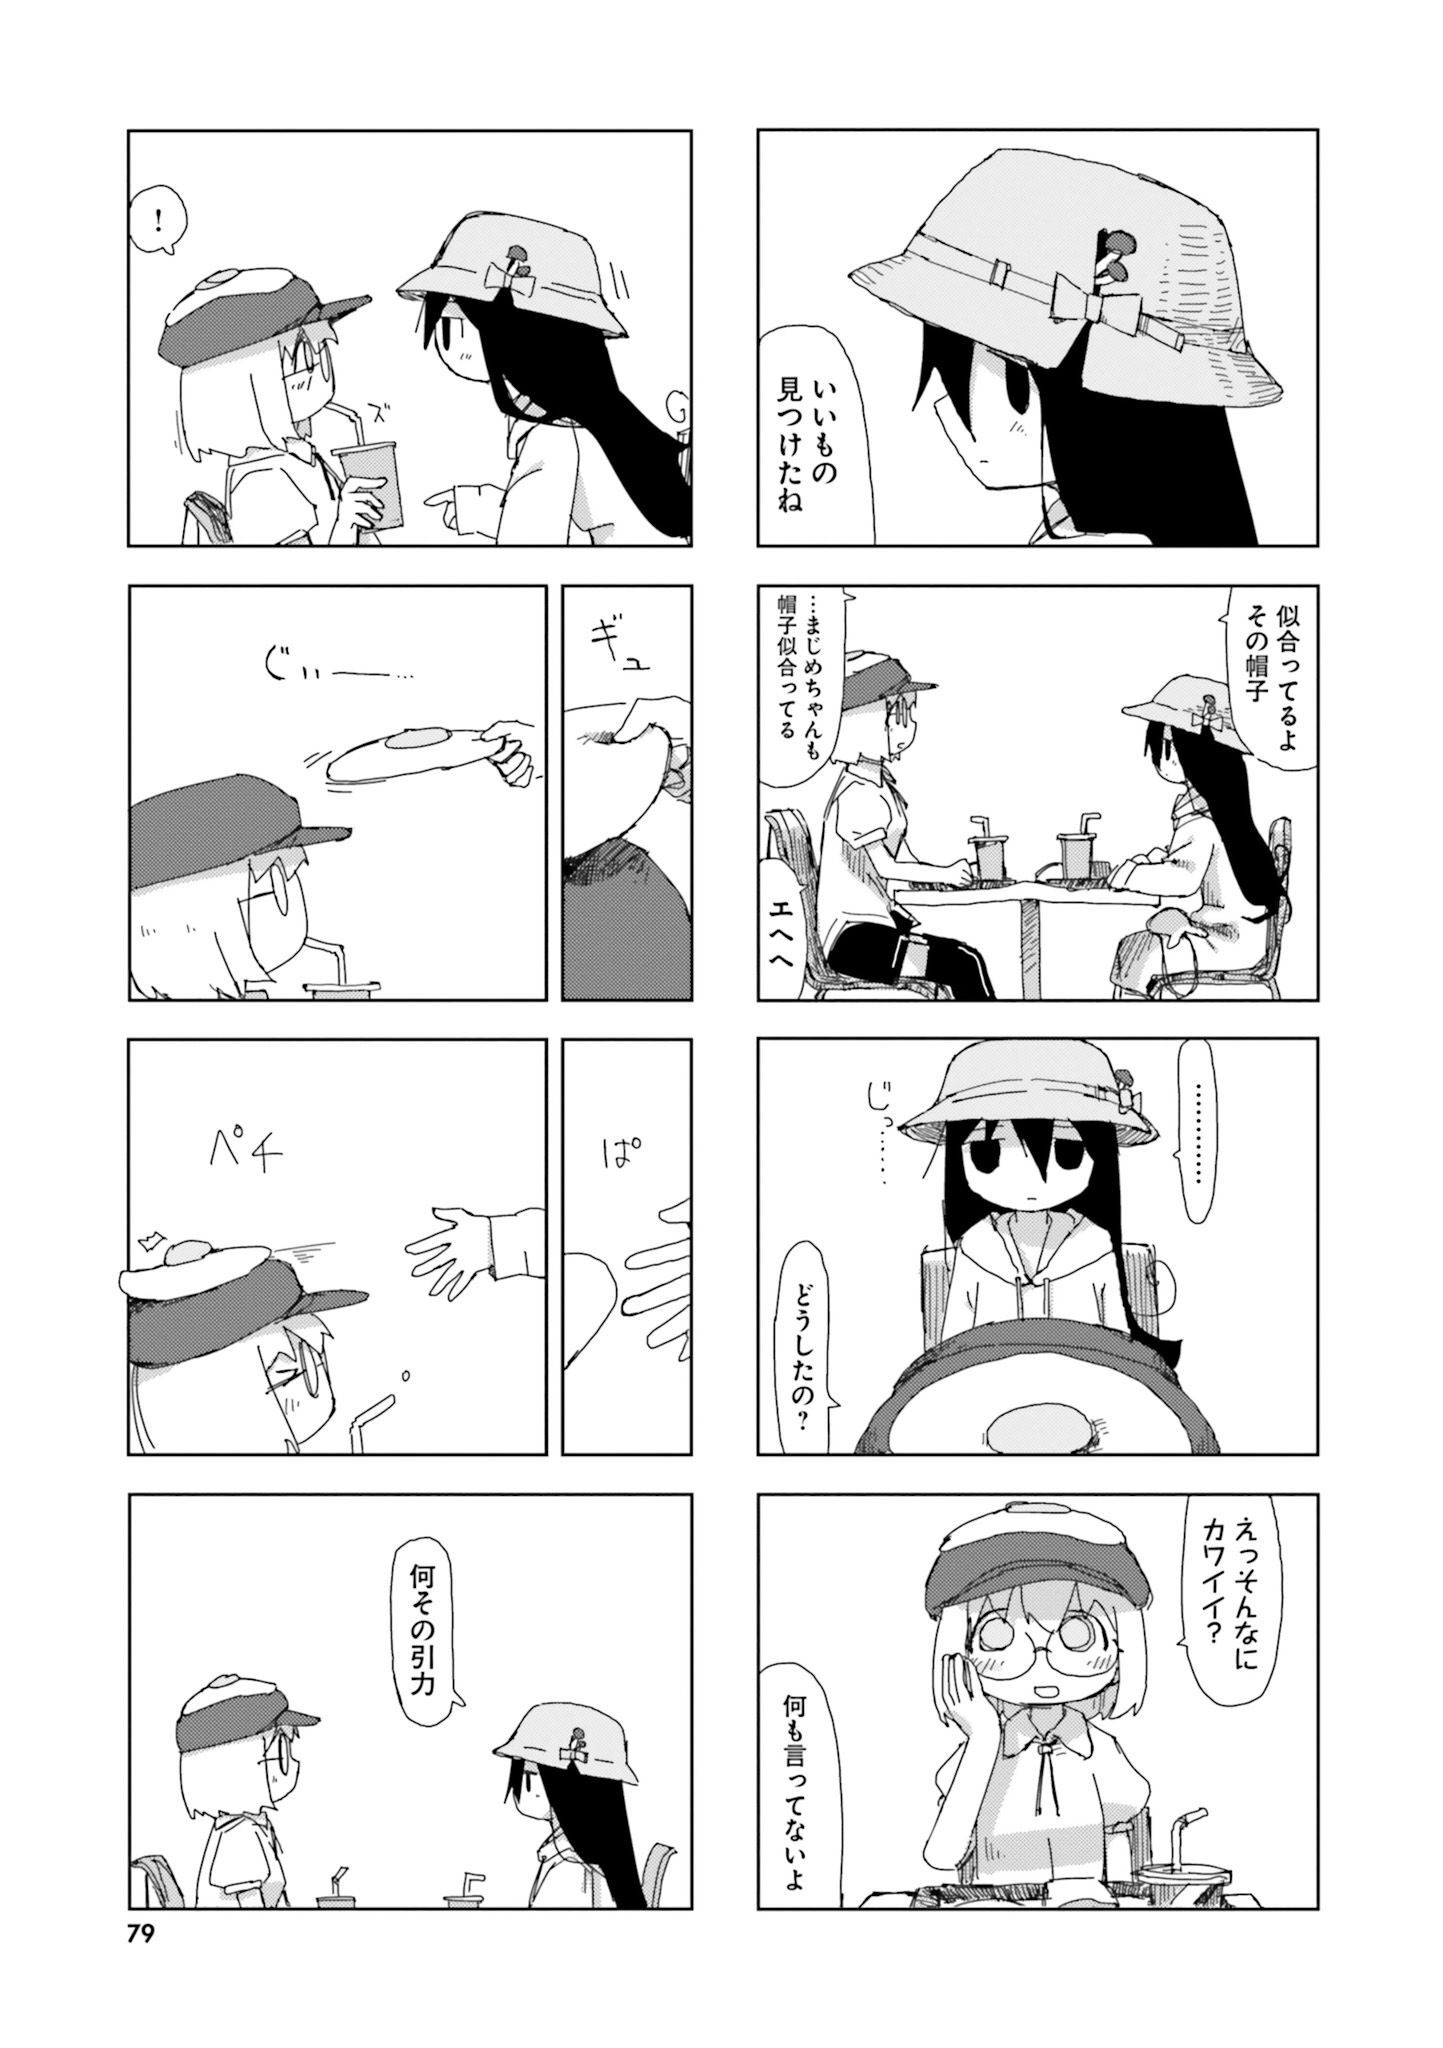 いいもの
見つけたね
似合ってるよ
その帽子
…まじめちゃんも
帽子似合ってる
エヘヘ
…………
じっ……
どうしたの？
えっそんなに
カワイイ？
何も言ってないよ
！
ズ
ギュ
ぐぃ――…
ぱ
ペチ
何その引力
79